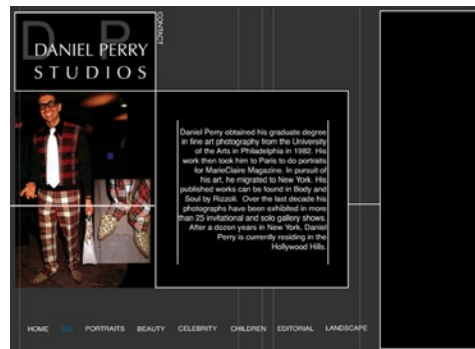 D P
DANIEL PERRY
STUDIOS
CONTACT
Daniel Perry obtained his graduate degree
in fine art photography from the University
of the Arts in Philadelphia in 1982. His
work then took him to Paris to do portraits
for MarieClaire Magazine. In pursuit of
his art, he migrated to New York. His
published works can be found in Body and
Soul by Rizzoli. Over the last decade his
photographs have been exhibited in more
than 25 invitational and solo gallery shows.
After a dozen years in New York, Daniel
Perry is currently residing in the
Hollywood Hills.
HOME BIO PORTRAITS BEAUTY CELEBRITY CHILDREN EDITORIAL LANDSCAPE